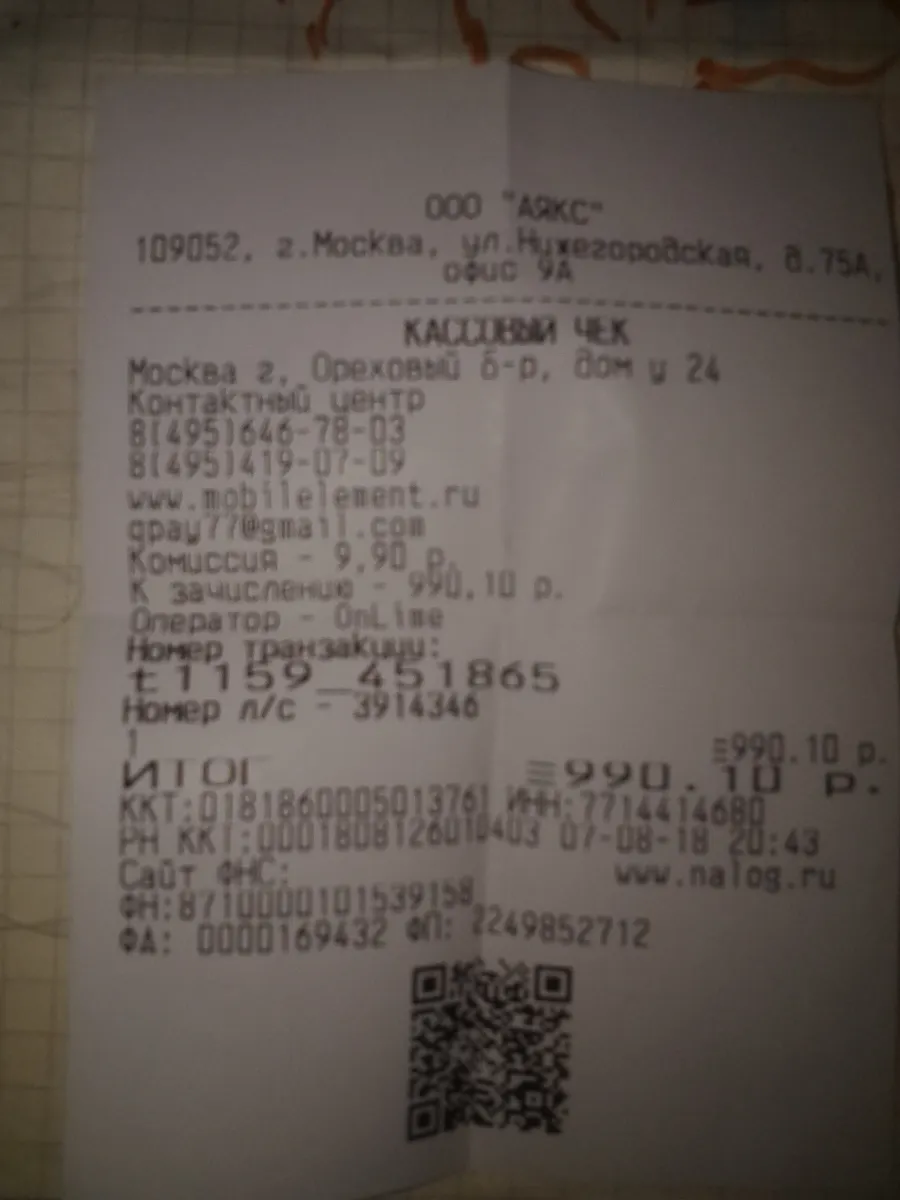 ООО "АЯКС"
109052, г.Москва, ул.Нижегородская, д.75А,
офис 9А
КАССОВЫЙ ЧЕК
Москва г, Ореховый б-р, дом у 24
Контактный центр
8(495)646-78-03
8(495)419-07-09
www.mobilelement.ru
qpay77@gmail.com
Комиссия - 9,90 р.
К зачислению - 990,10 р.
Оператор - OnLime
Номер транзакции:
t1159_451865
Номер л/с - 3914346
1
≡990.10 р.
ИТОГ ≡990.10 р.
ККТ:0181860005013761 ИНН:7714414680
РН ККТ:0001808126010403 07-08-18 20:43
Сайт ФНС: www.nalog.ru
ФН:8710000101539158
ФД: 0000169432 ФП: 2249852712